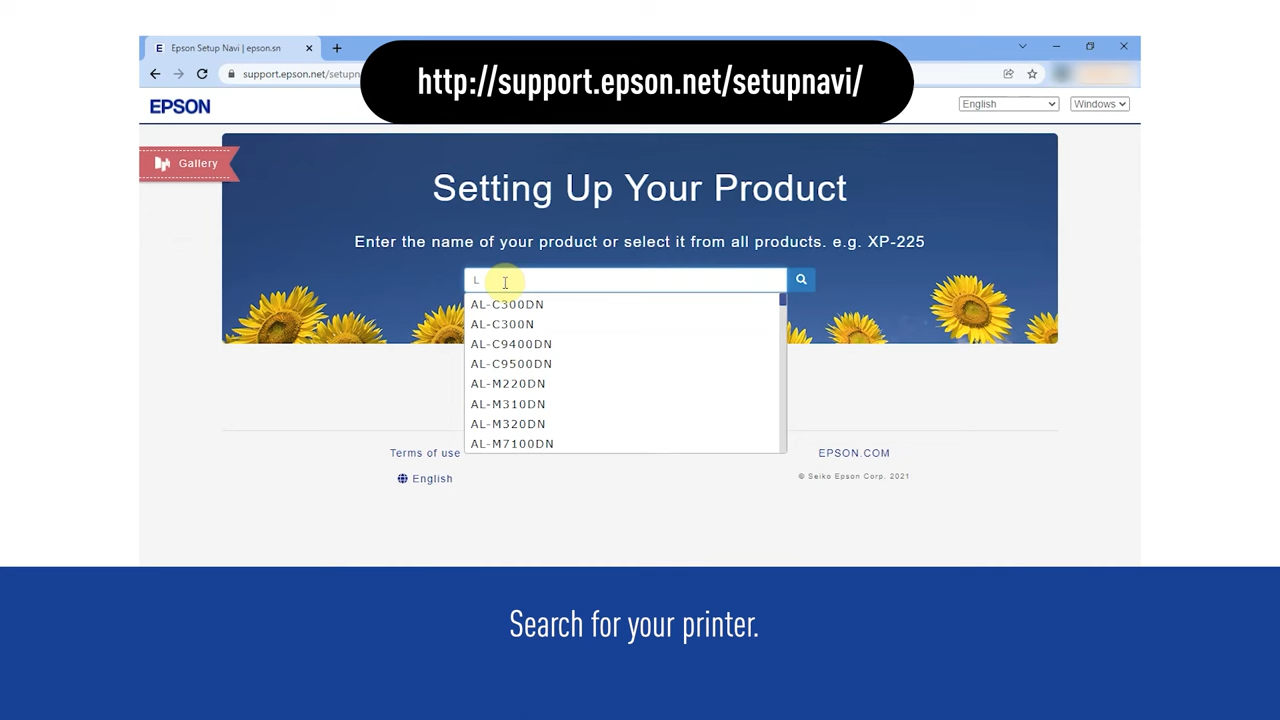 Epson Setup Navi | epson.sn
http://support.epson.net/setupnavi/
support.epson.net/setupn
EPSON
English
Windows
Gallery
Setting Up Your Product
Enter the name of your product or select it from all products. e.g. XP-225
L
AL-C300DN
AL-C300N
AL-C9400DN
AL-C9500DN
AL-M220DN
AL-M310DN
AL-M320DN
AL-M7100DN
Terms of use
EPSON.COM
English
© Seiko Epson Corp. 2021
Search for your printer.